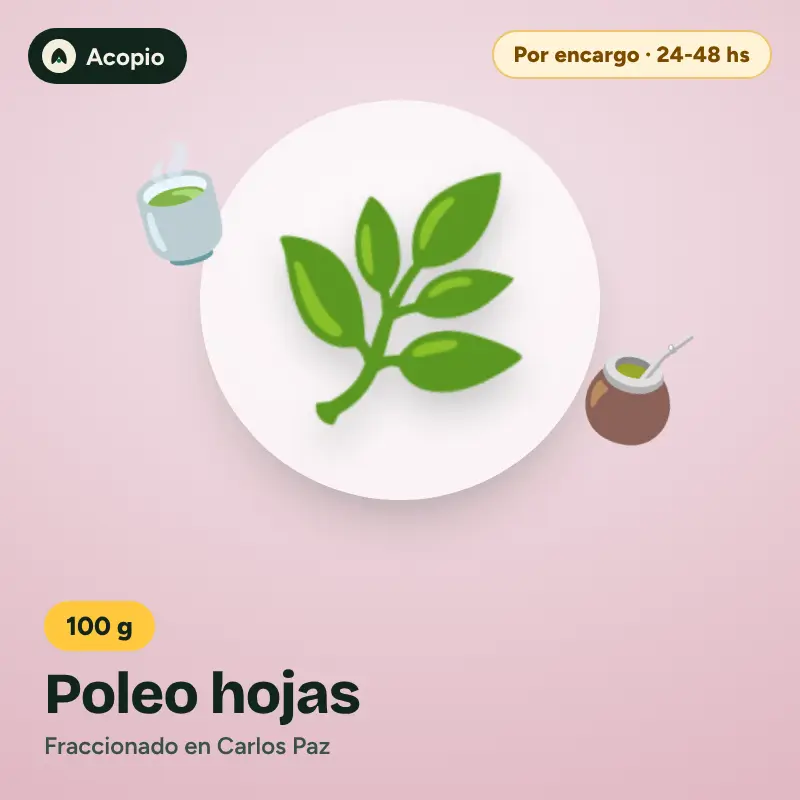 Acopio
Por encargo · 24-48 hs
100 g
Poleo hojas
Fraccionado en Carlos Paz